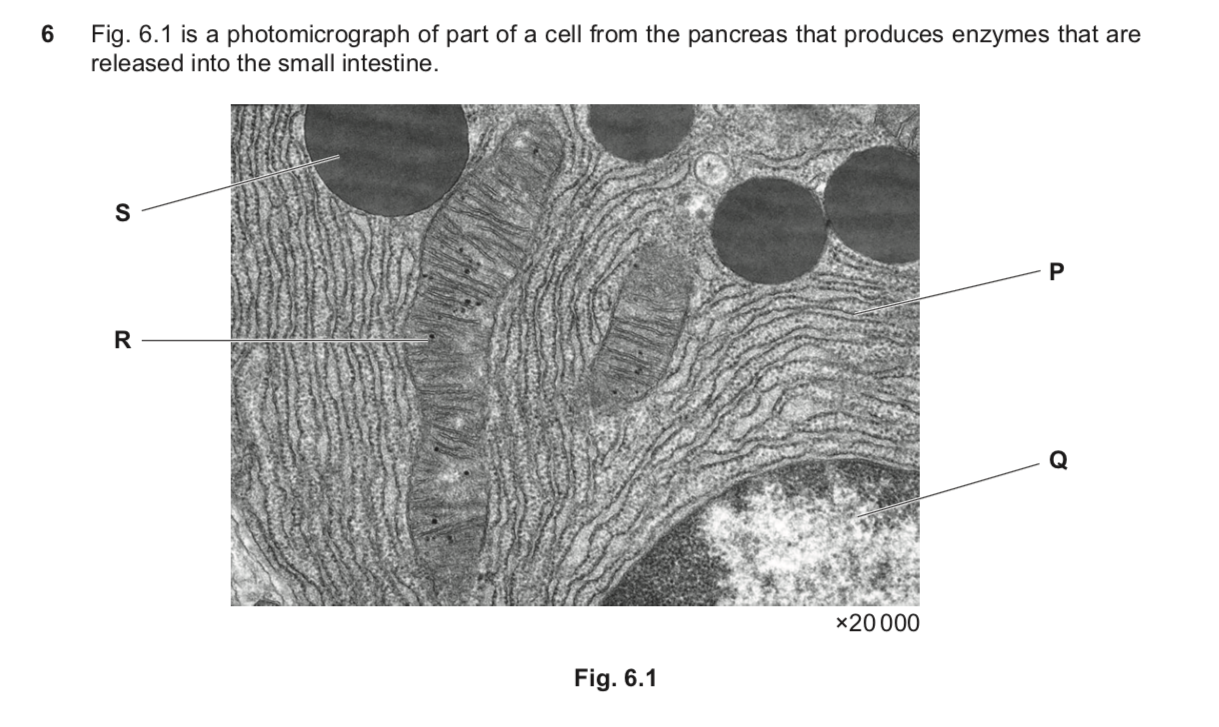 6 Fig. 6.1 is a photomicrograph of part of a cell from the pancreas that produces enzymes that are
released into the small intestine.
S
P
R
Q
×20 000
Fig. 6.1